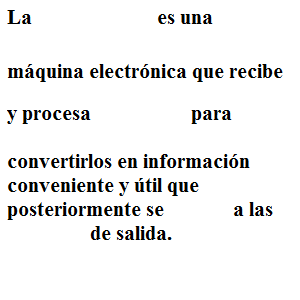 La es una
máquina electrónica que recibe
y procesa para
convertirlos en información
conveniente y útil que
posteriormente se a las
de salida.